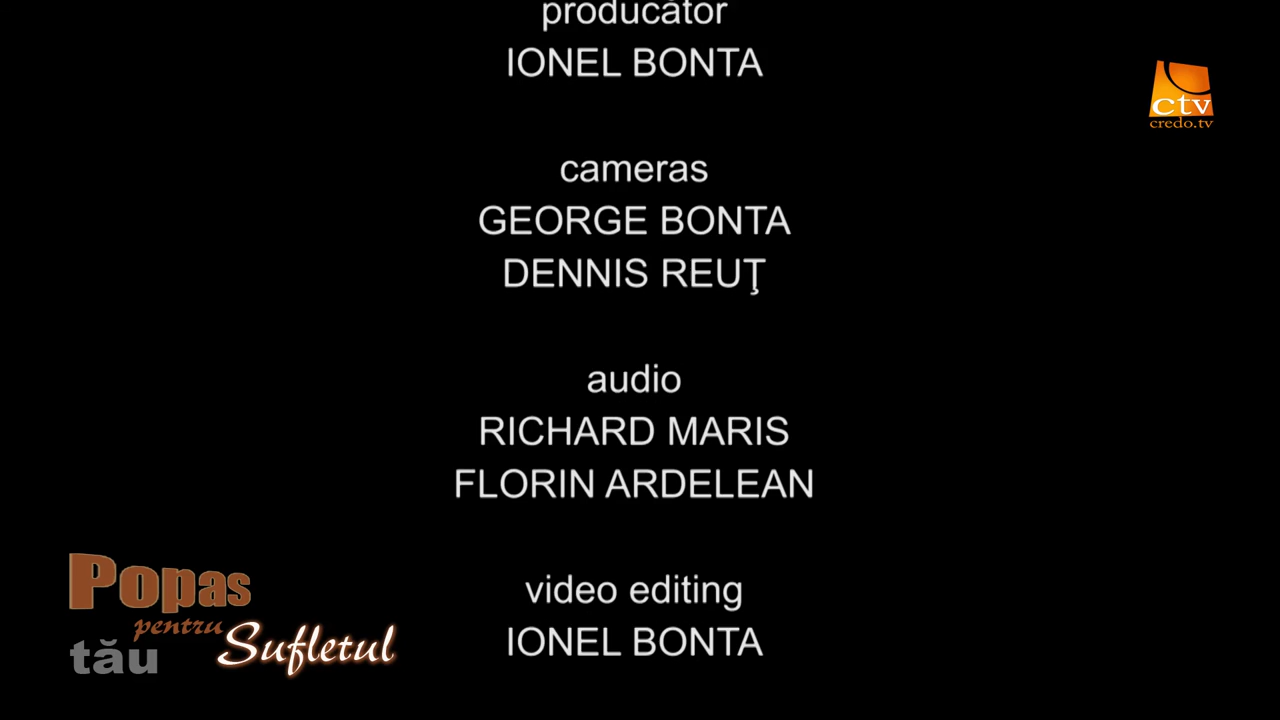 producător
IONEL BONTA
ctv
credo.tv
cameras
GEORGE BONTA
DENNIS REUŢ
audio
RICHARD MARIS
FLORIN ARDELEAN
video editing
IONEL BONTA
Popas
pentru
tău Sufletul